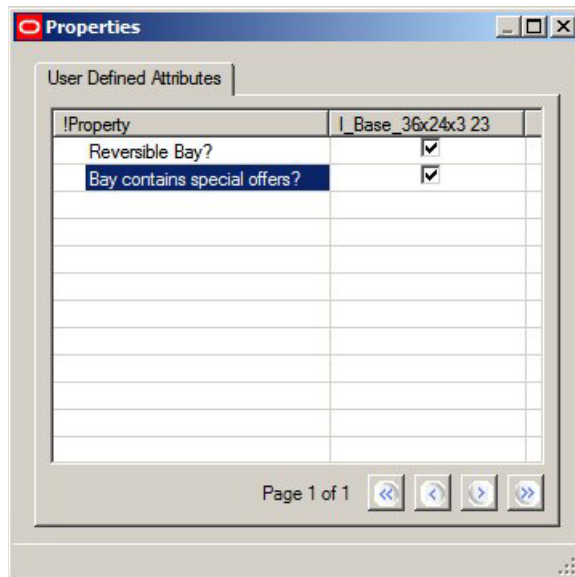 Properties
User Defined Attributes
!Property I_Base_36x24x3 23
Reversible Bay?
Bay contains special offers?
Page 1 of 1